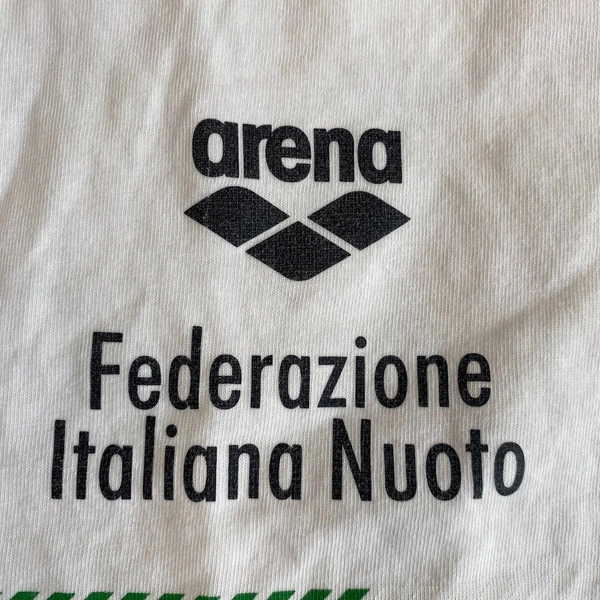 arena
Federazione
Italiana Nuoto